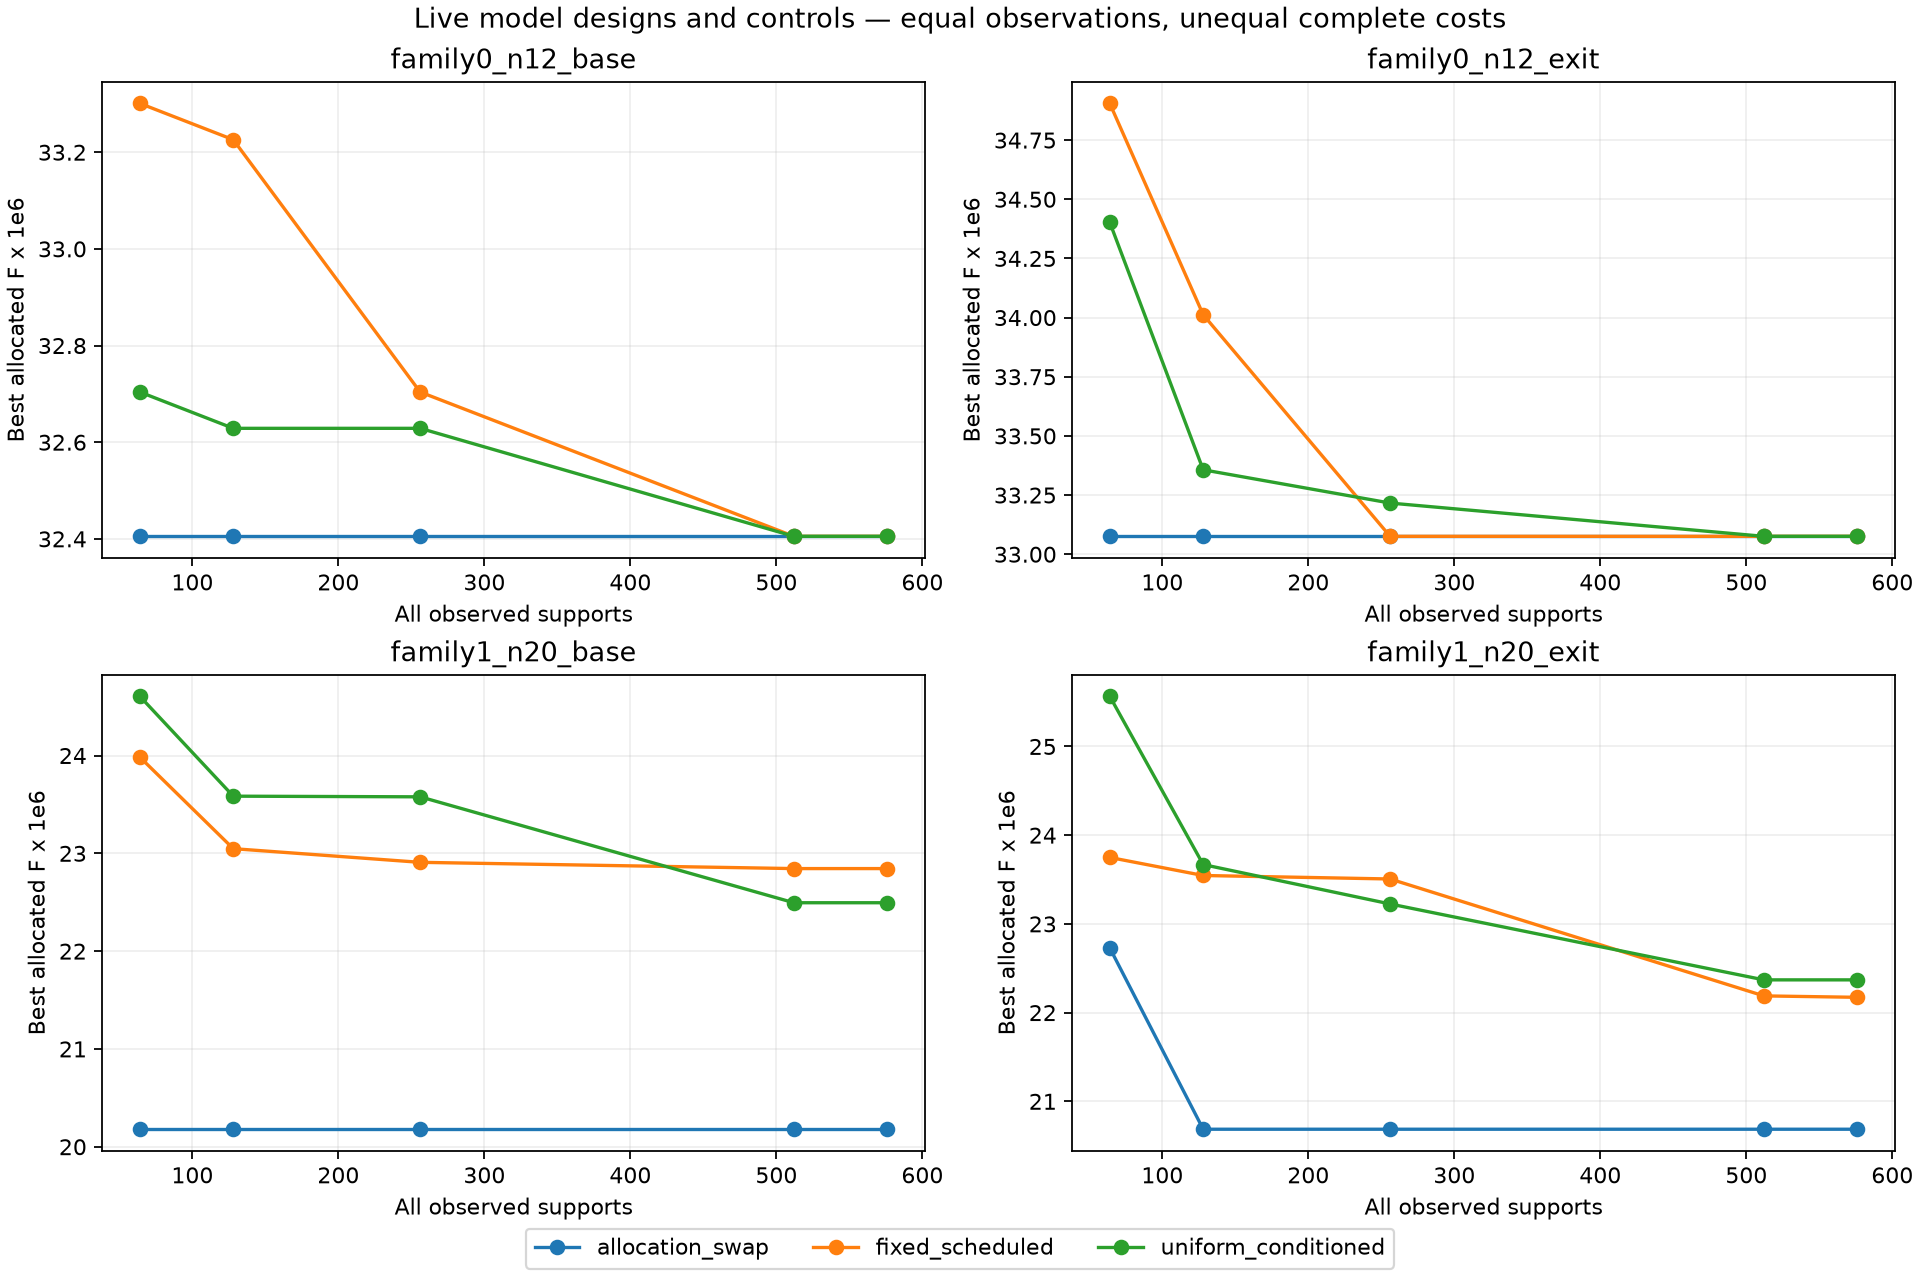 Live model designs and controls — equal observations, unequal complete costs
family0_n12_base
33.2
33.0
32.8
32.6
32.4
Best allocated F x 1e6
100 200 300 400 500 600
All observed supports
family0_n12_exit
34.75
34.50
34.25
34.00
33.75
33.50
33.25
33.00
Best allocated F x 1e6
100 200 300 400 500 600
All observed supports
family1_n20_base
24
23
22
21
20
Best allocated F x 1e6
100 200 300 400 500 600
All observed supports
family1_n20_exit
25
24
23
22
21
Best allocated F x 1e6
100 200 300 400 500 600
All observed supports
allocation_swap fixed_scheduled uniform_conditioned